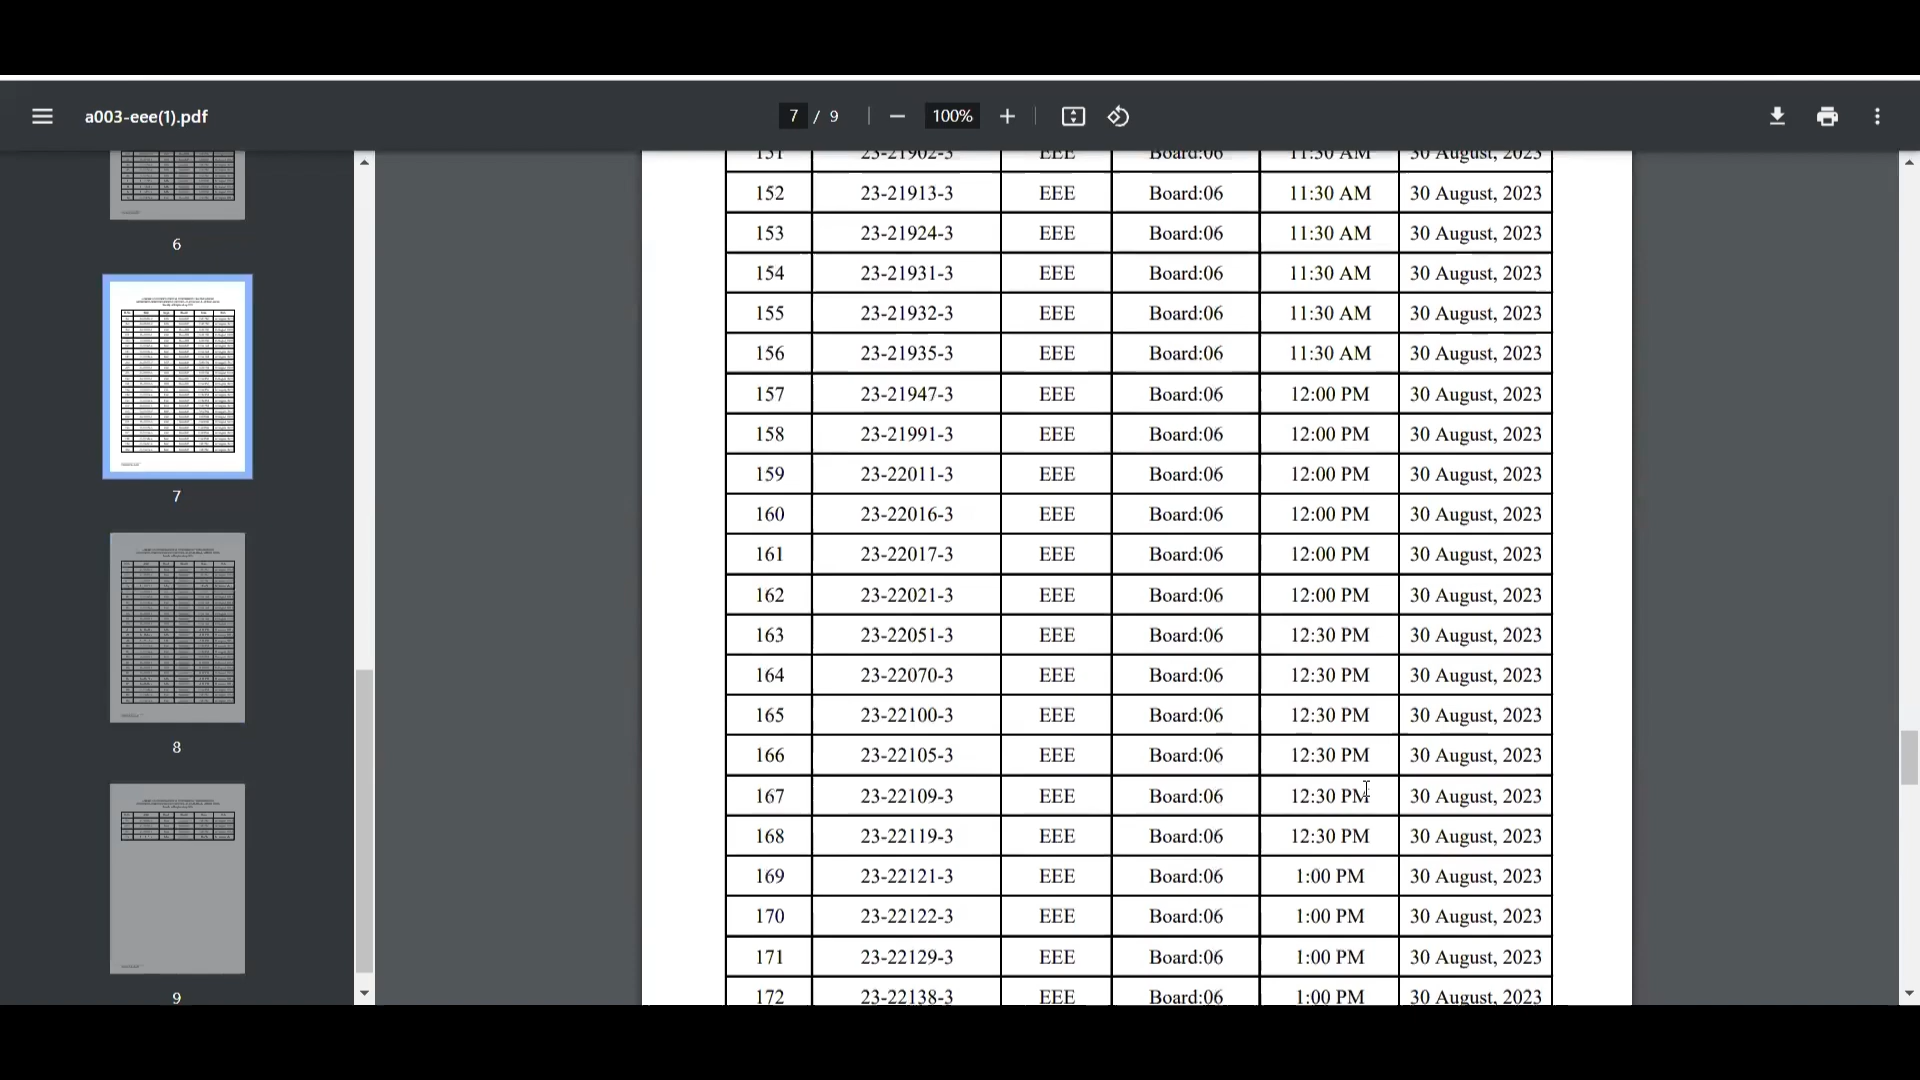 a003-eee(1).pdf
7 / 9 100%
6
7
8
9
151 23-21902-3 EEE Board:06 11:30 AM 30 August, 2023
152 23-21913-3 EEE Board:06 11:30 AM 30 August, 2023
153 23-21924-3 EEE Board:06 11:30 AM 30 August, 2023
154 23-21931-3 EEE Board:06 11:30 AM 30 August, 2023
155 23-21932-3 EEE Board:06 11:30 AM 30 August, 2023
156 23-21935-3 EEE Board:06 11:30 AM 30 August, 2023
157 23-21947-3 EEE Board:06 12:00 PM 30 August, 2023
158 23-21991-3 EEE Board:06 12:00 PM 30 August, 2023
159 23-22011-3 EEE Board:06 12:00 PM 30 August, 2023
160 23-22016-3 EEE Board:06 12:00 PM 30 August, 2023
161 23-22017-3 EEE Board:06 12:00 PM 30 August, 2023
162 23-22021-3 EEE Board:06 12:00 PM 30 August, 2023
163 23-22051-3 EEE Board:06 12:30 PM 30 August, 2023
164 23-22070-3 EEE Board:06 12:30 PM 30 August, 2023
165 23-22100-3 EEE Board:06 12:30 PM 30 August, 2023
166 23-22105-3 EEE Board:06 12:30 PM 30 August, 2023
167 23-22109-3 EEE Board:06 12:30 PM 30 August, 2023
168 23-22119-3 EEE Board:06 12:30 PM 30 August, 2023
169 23-22121-3 EEE Board:06 1:00 PM 30 August, 2023
170 23-22122-3 EEE Board:06 1:00 PM 30 August, 2023
171 23-22129-3 EEE Board:06 1:00 PM 30 August, 2023
172 23-22138-3 EEE Board:06 1:00 PM 30 August, 2023